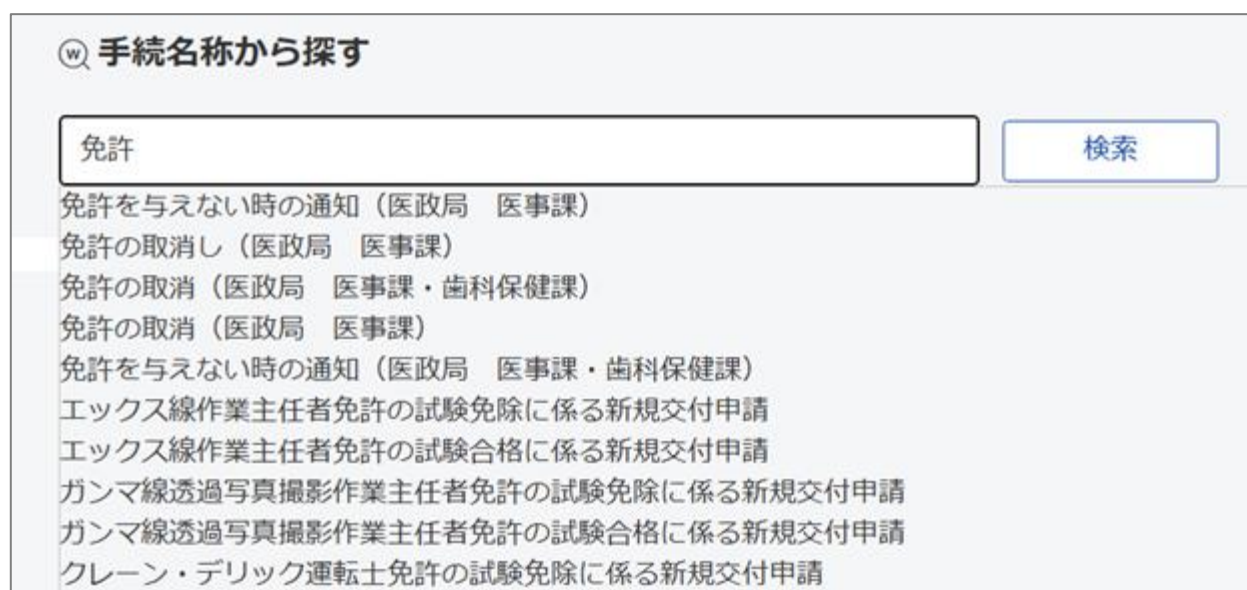 手続名称から探す
免許 検索
免許を与えない時の通知（医政局　医事課）
免許の取消し（医政局　医事課）
免許の取消（医政局　医事課・歯科保健課）
免許の取消（医政局　医事課）
免許を与えない時の通知（医政局　医事課・歯科保健課）
エックス線作業主任者免許の試験免除に係る新規交付申請
エックス線作業主任者免許の試験合格に係る新規交付申請
ガンマ線透過写真撮影作業主任者免許の試験免除に係る新規交付申請
ガンマ線透過写真撮影作業主任者免許の試験合格に係る新規交付申請
クレーン・デリック運転士免許の試験免除に係る新規交付申請